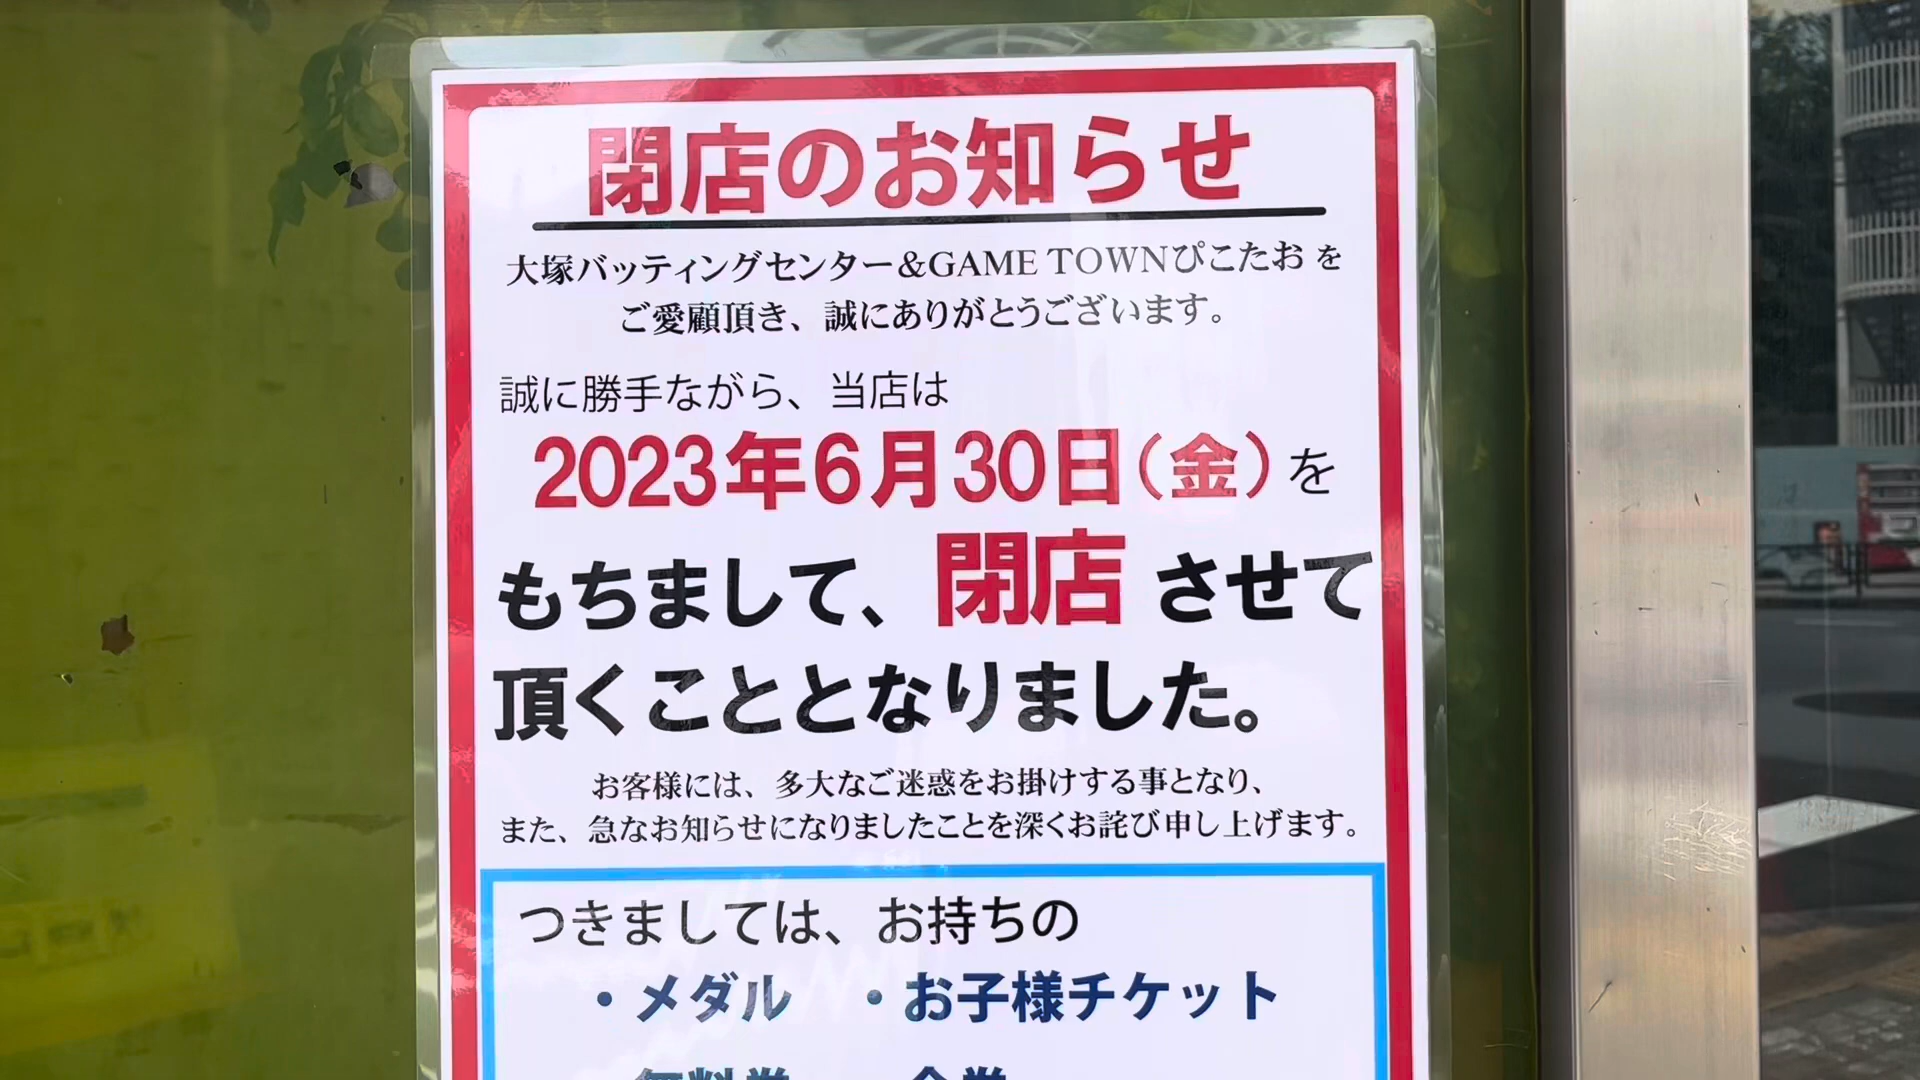 閉店のお知らせ
大塚バッティングセンター&GAME TOWNぴこたお を
ご愛顧頂き、誠にありがとうございます。
誠に勝手ながら、当店は
2023年6月30日(金)を
もちまして、閉店 させて
頂くこととなりました。
お客様には、多大なご迷惑をお掛けする事となり、
また、急なお知らせになりましたことを深くお詫び申し上げます。
つきましては、お持ちの
・メダル ・お子様チケット